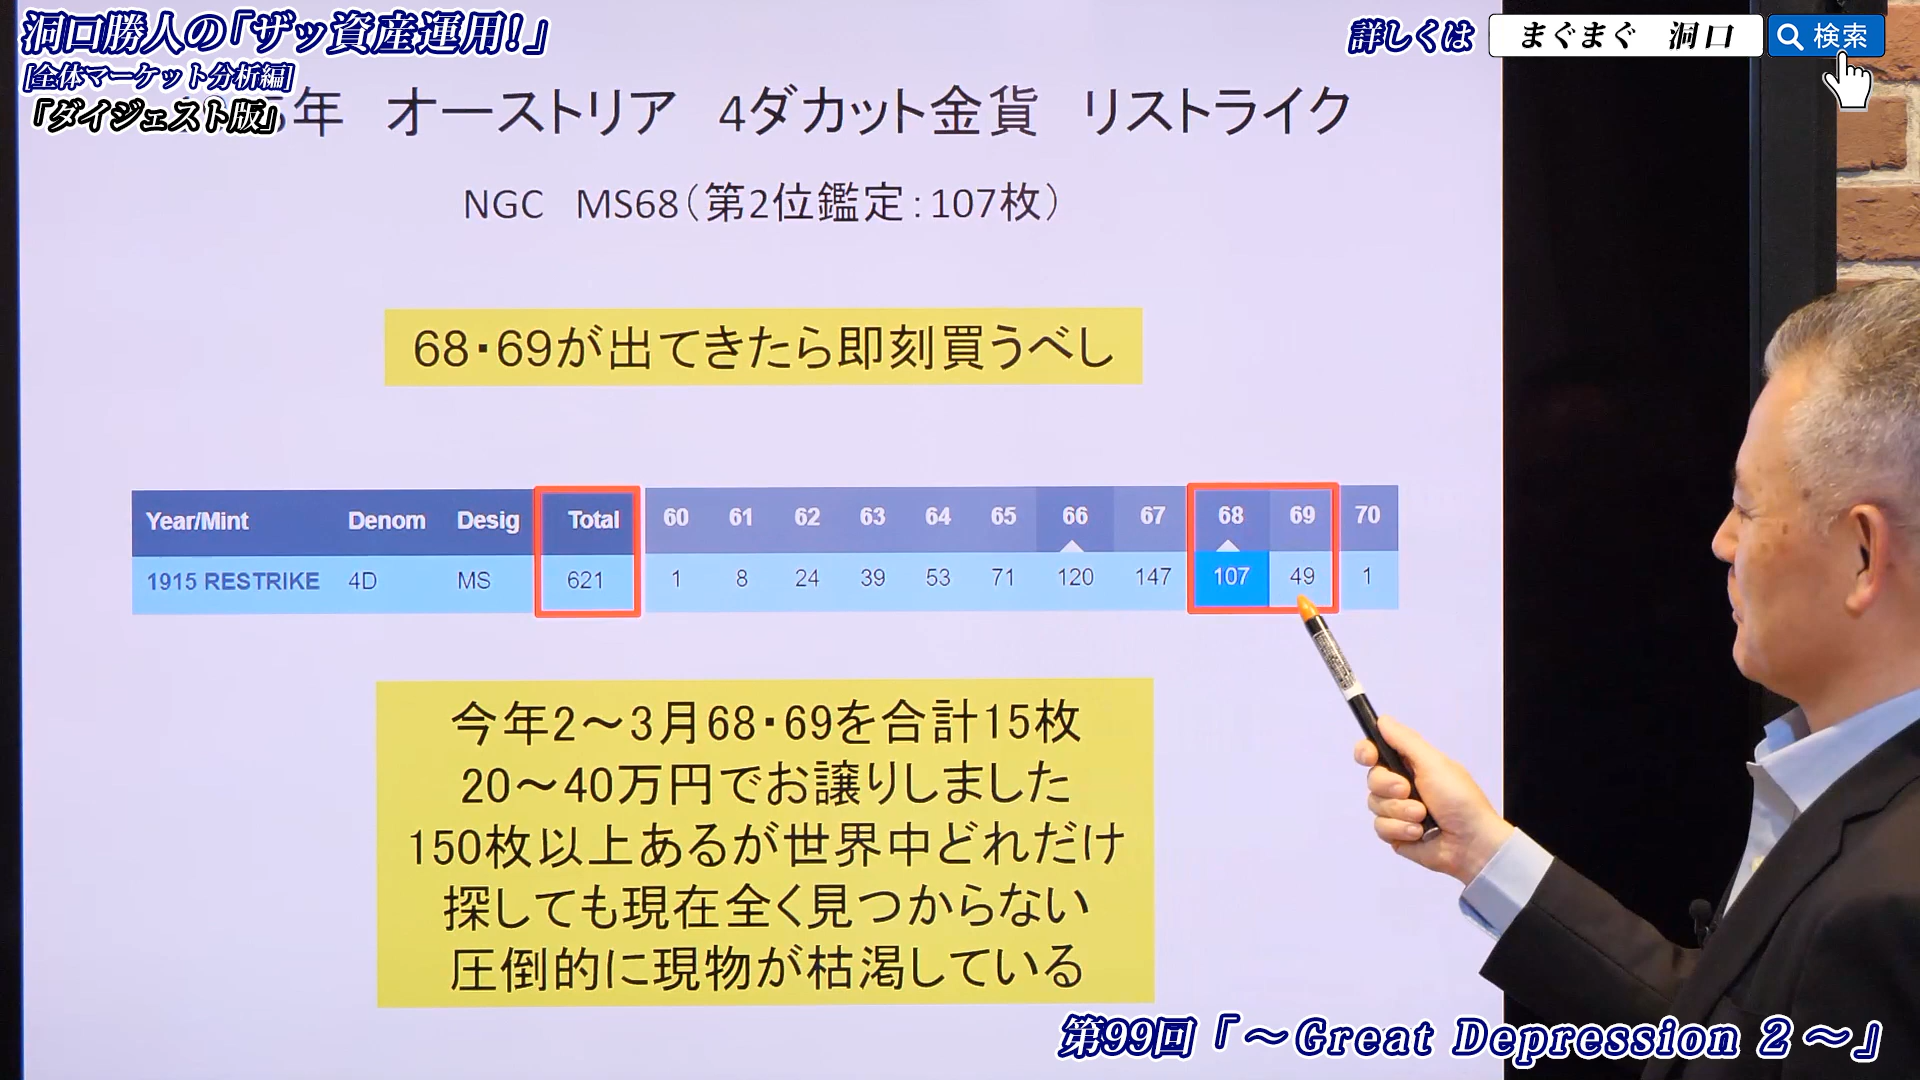 洞口勝人の「ザッ資産運用!」
[全体マーケット分析編]
「ダイジェスト版」
詳しくは まぐまぐ 洞口 検索
5年 オーストリア 4ダカット金貨 リストライク
NGC MS68(第2位鑑定:107枚)
68・69が出てきたら即刻買うべし
Year/Mint Denom Desig Total 60 61 62 63 64 65 66 67 68 69 70
1915 RESTRIKE 4D MS 621 1 8 24 39 53 71 120 147 107 49 1
今年2～3月68・69を合計15枚
20～40万円でお譲りしました
150枚以上あるが世界中どれだけ
探しても現在全く見つからない
圧倒的に現物が枯渇している
第99回「～Great Depression 2～」